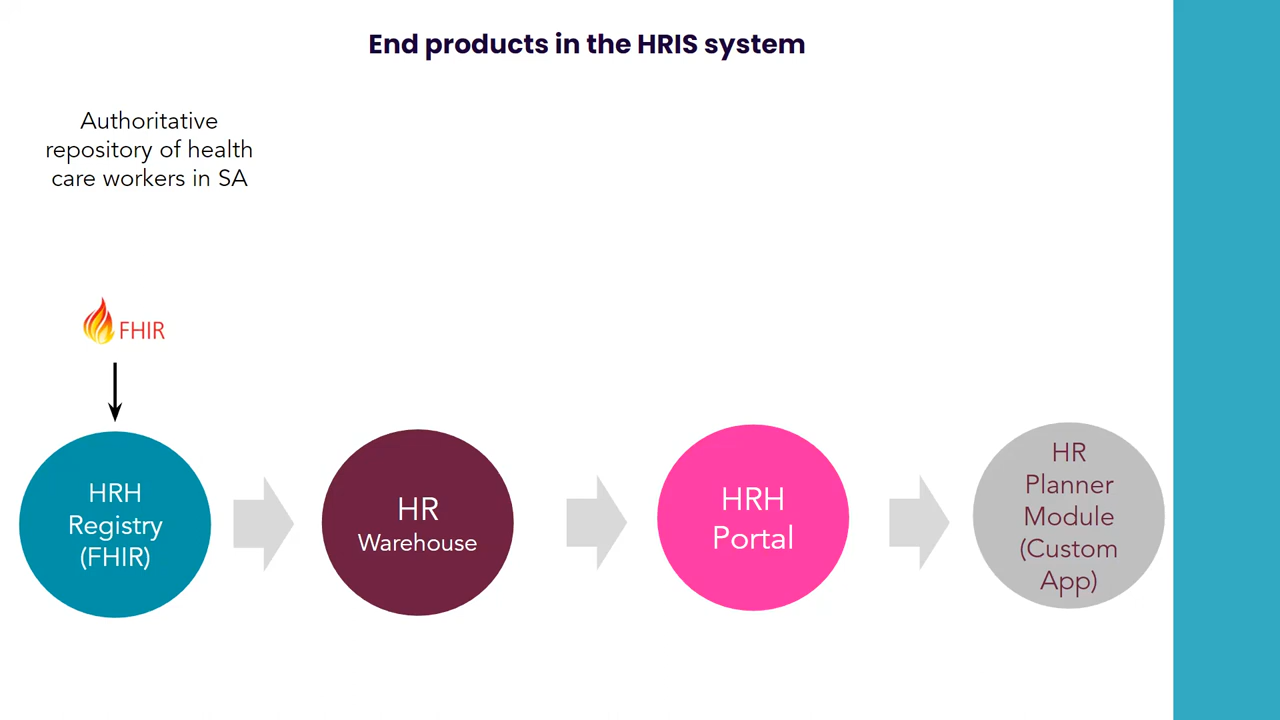 End products in the HRIS system
Authoritative
repository of health
care workers in SA
FHIR
HRH
Registry
(FHIR)
HR
Warehouse
HRH
Portal
HR
Planner
Module
(Custom
App)